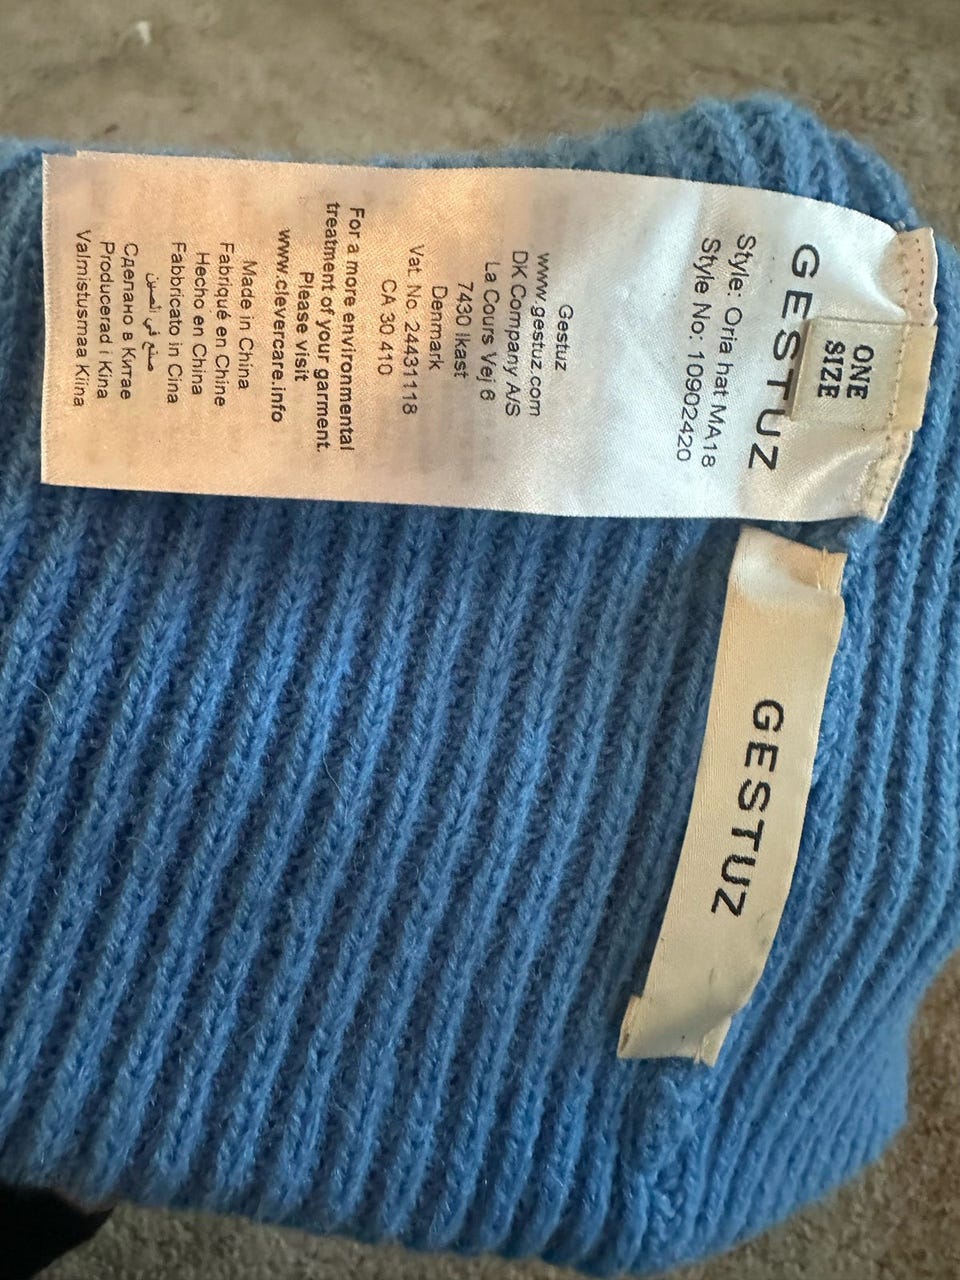 ONE
SIZE
GESTUZ
Style: Oria hat MA18
Style No: 10902420
Gestuz
www.gestuz.com
DK Company A/S
La Cours Vej 6
7430 Ikast
Denmark
Vat. No. 24431118
CA 30 410
For a more environmental
treatment of your garment.
Please visit
www.clevercare.info
Made in China
Fabriqué en Chine
Hecho en China
Fabbricato in Cina
صنع في الصين
Сделано в Китае
Producerad i Kina
Valmistusmaa Kiina
GESTUZ